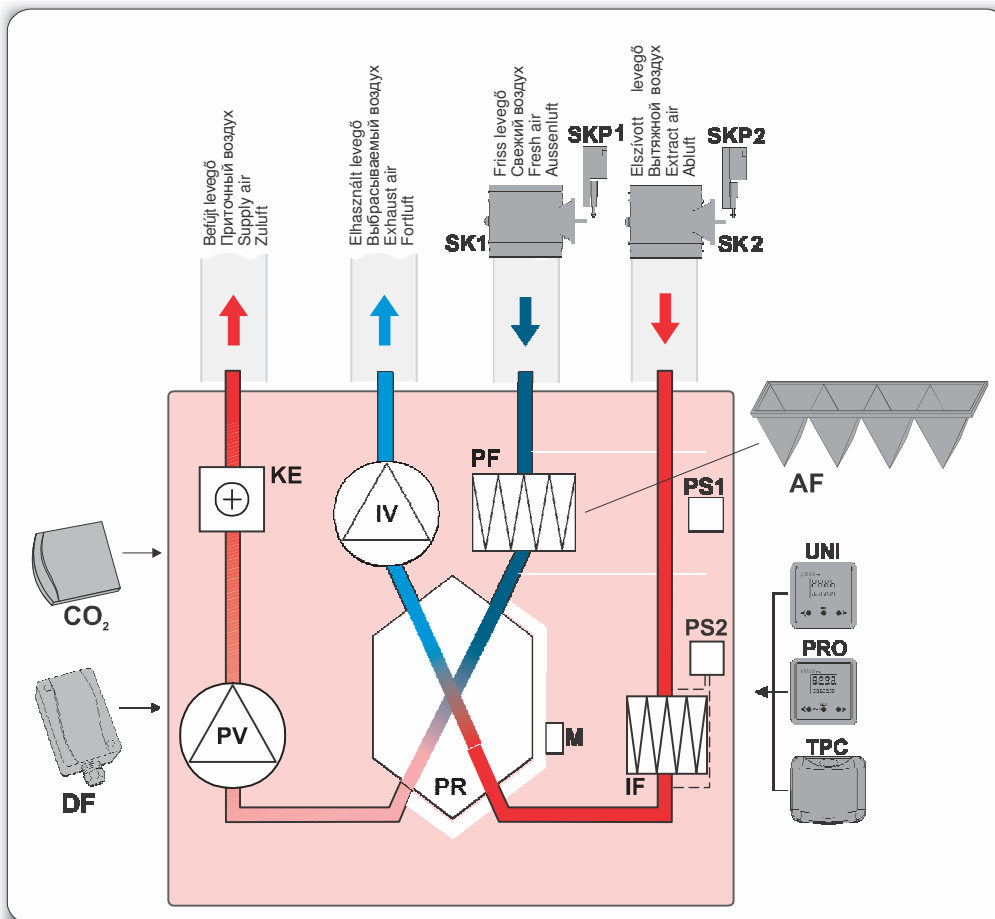 Befújt levegő
Приточный воздух
Supply air
Zuluft
Elhasznált levegő
Выбрасываемый воздух
Exhaust air
Fortluft
Friss levegő
Свежий воздух
Fresh air
Aussenluft
Elszívott levegő
Вытяжной воздух
Extract air
Abluft
SKP1
SKP2
SK1
SK2
KE
IV
PF
PS1
AF
CO2
UNI
PS2
PRO
PV
M
DF
PR
IF
TPC